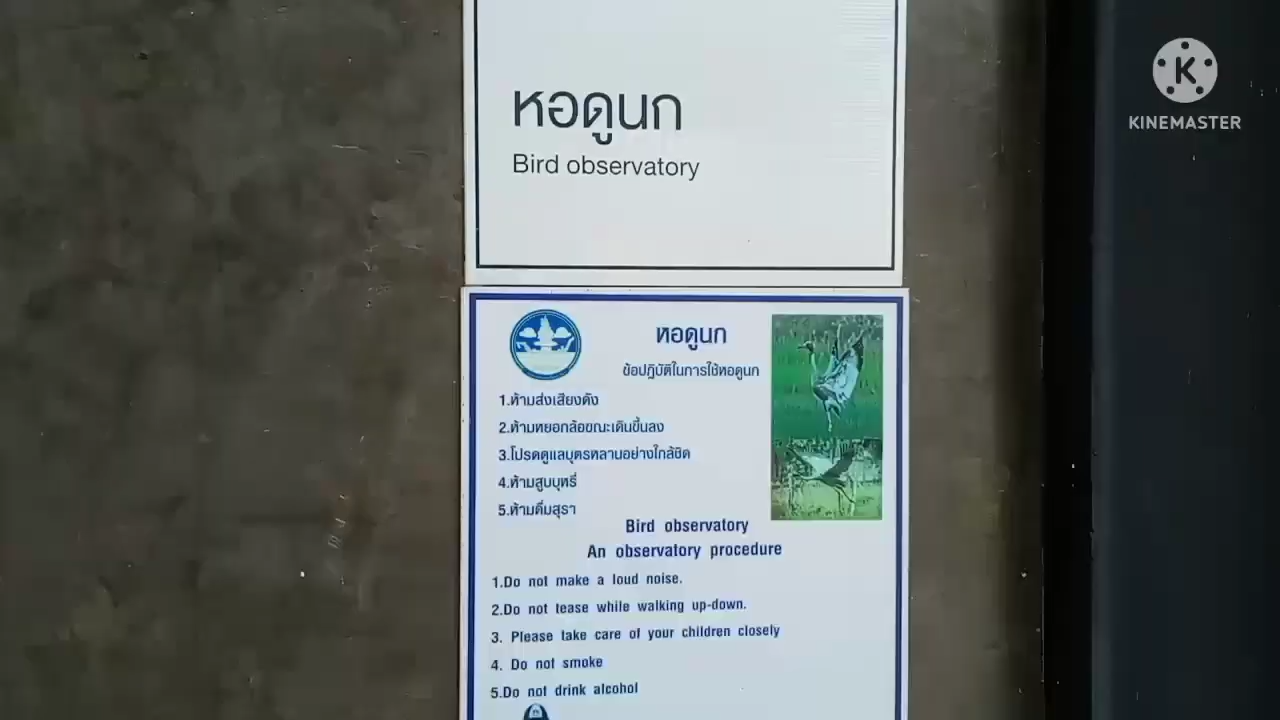 หอดูนก
Bird observatory
KINEMASTER
หอดูนก
ข้อปฎิบัติในการใช้หอดูนก
1.ห้ามส่งเสียงดัง
2.ห้ามหยอกล้อขณะเดินขึ้นลง
3.โปรดดูแลบุตรหลานอย่างใกล้ชิด
4.ห้ามสูบบุหรี่
5.ห้ามดื่มสุรา
Bird observatory
An observatory procedure
1.Do not make a loud noise.
2.Do not tease while walking up-down.
3. Please take care of your children closely
4. Do not smoke
5.Do not drink alcohol